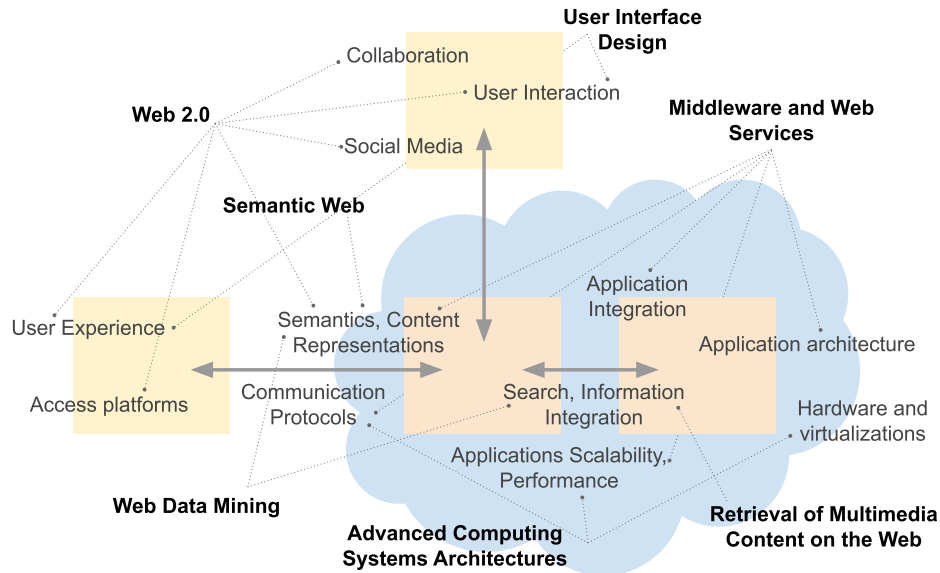 User Interface
Design
Collaboration
User Interaction
Web 2.0
Middleware and Web
Services
Social Media
Semantic Web
Application
Integration
User Experience
Semantics, Content
Representations
Application architecture
Access platforms
Communication
Protocols
Search, Information
Integration
Hardware and
virtualizations
Applications Scalability,
Performance
Web Data Mining
Advanced Computing
Systems Architectures
Retrieval of Multimedia
Content on the Web